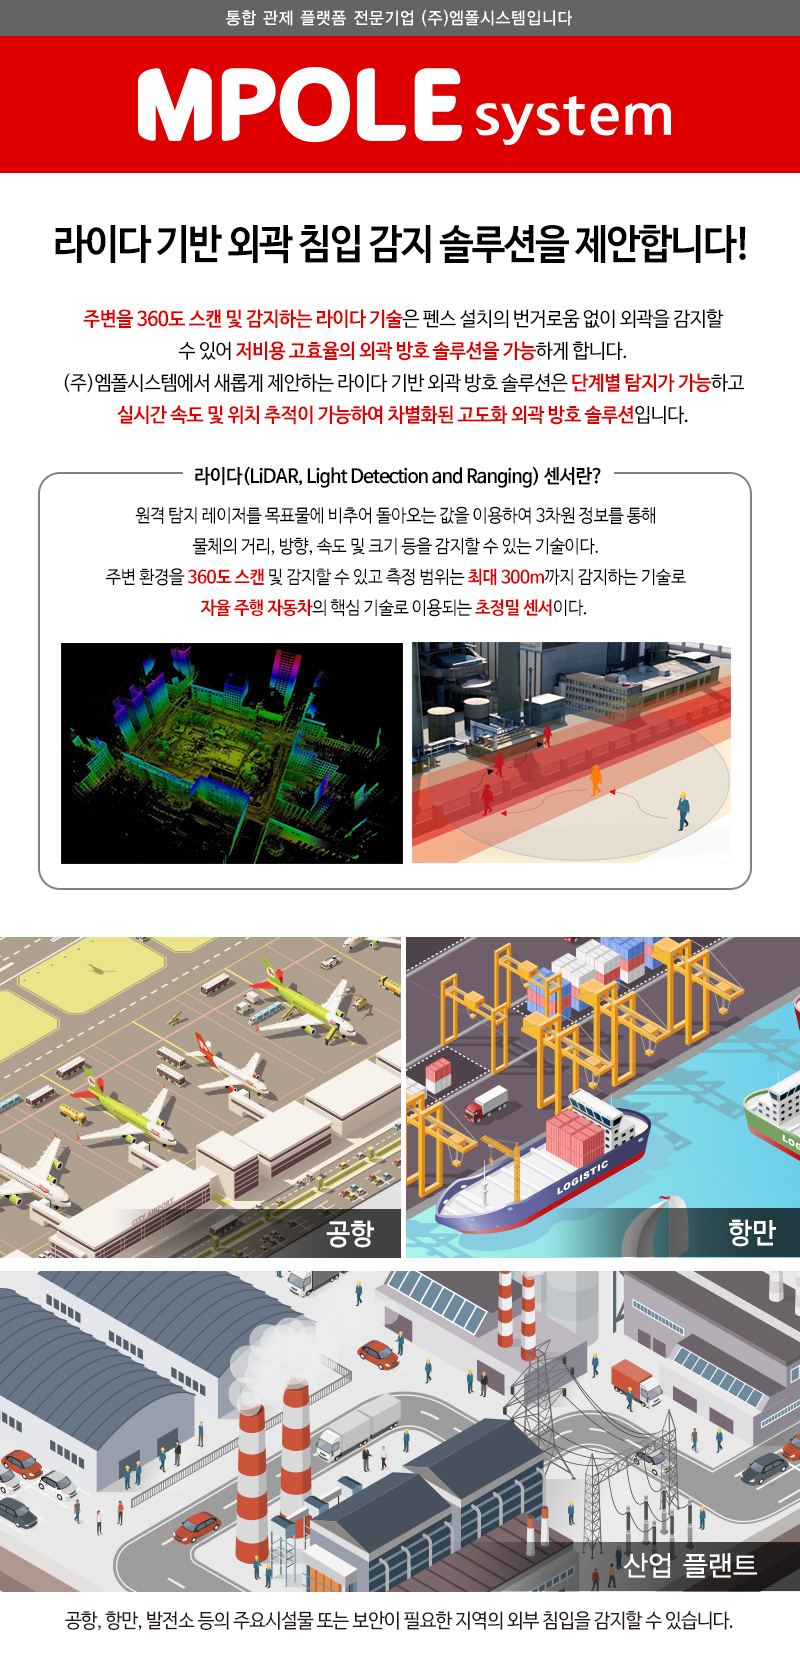 통합 관제 플랫폼 전문기업 (주)엠폴시스템입니다
MPOLE system
라이다 기반 외곽 침입 감지 솔루션을 제안합니다!
주변을 360도 스캔 및 감지하는 라이다 기술은 펜스 설치의 번거로움 없이 외곽을 감지할
수 있어 저비용 고효율의 외곽 방호 솔루션을 가능하게 합니다.
(주)엠폴시스템에서 새롭게 제안하는 라이다 기반 외곽 방호 솔루션은 단계별 탐지가 가능하고
실시간 속도 및 위치 추적이 가능하여 차별화된 고도화 외곽 방호 솔루션입니다.
라이다(LiDAR, Light Detection and Ranging) 센서란?
원격 탐지 레이저를 목표물에 비추어 돌아오는 값을 이용하여 3차원 정보를 통해
물체의 거리, 방향, 속도 및 크기 등을 감지할 수 있는 기술이다.
주변 환경을 360도 스캔 및 감지할 수 있고 측정 범위는 최대 300m까지 감지하는 기술로
자율 주행 자동차의 핵심 기술로 이용되는 초정밀 센서이다.
CITY AIRPORT
공항
LOGISTIC
LOG
항만
산업 플랜트
공항, 항만, 발전소 등의 주요시설물 또는 보안이 필요한 지역의 외부 침입을 감지할 수 있습니다.